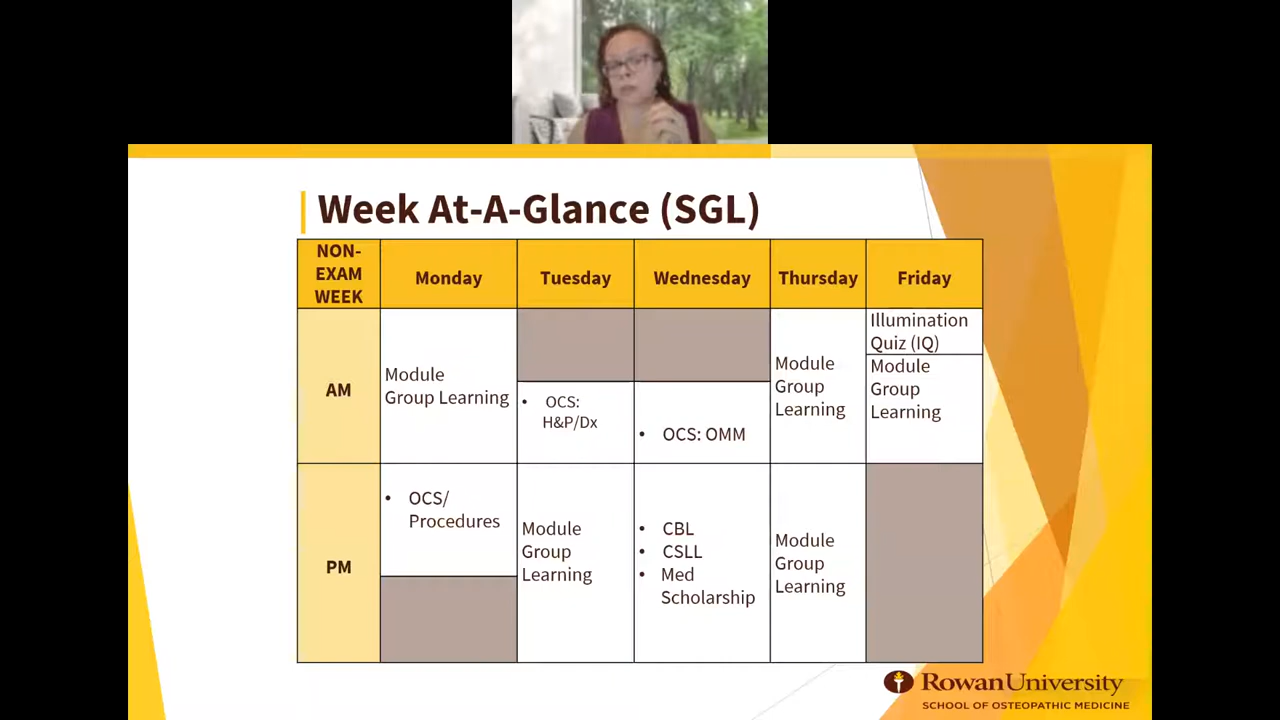 Week At-A-Glance (SGL)
NON-
EXAM
WEEK
Monday
Tuesday
Wednesday
Thursday
Friday
AM
Module
Group Learning
• OCS:
H&P/Dx
• OCS: OMM
Module
Group
Learning
Illumination
Quiz (IQ)
Module
Group
Learning
PM
• OCS/
Procedures
Module
Group
Learning
• CBL
• CSLL
• Med
Scholarship
Module
Group
Learning
RowanUniversity
SCHOOL OF OSTEOPATHIC MEDICINE